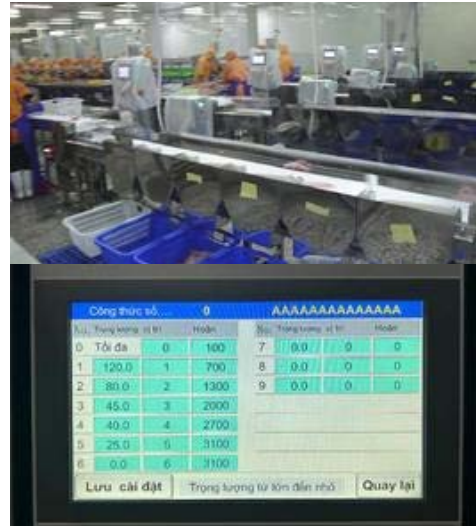 Công thức số.... 0 AAAAAAAAAAAAAA
No. Trọng lượng vị trí Hoãn No. Trọng lượng vị trí Hoãn
0 Tối đa 0 100 7 0.0 0 0
1 120.0 1 700 8 0.0 0 0
2 80.0 2 1300 9 0.0 0 0
3 45.0 3 2000
4 40.0 4 2700
5 25.0 5 3100
6 0.0 6 3100
Lưu cài đặt Trọng lượng từ lớn đến nhỏ Quay lại